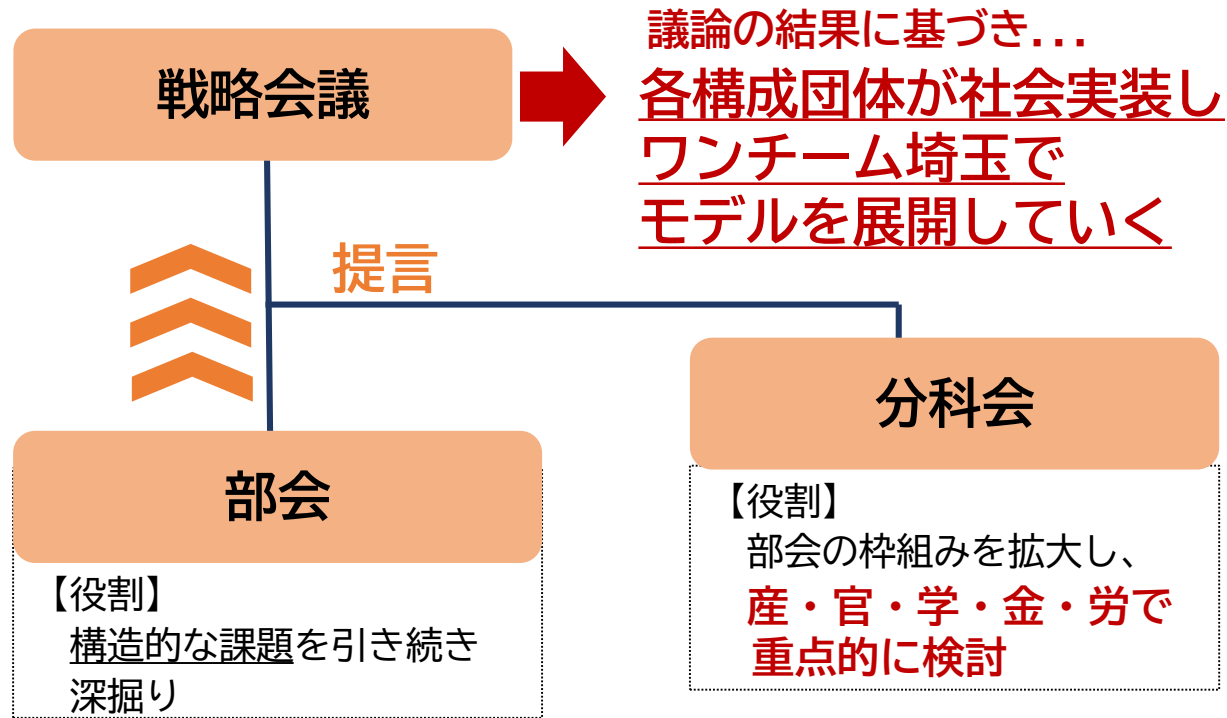 戦略会議
議論の結果に基づき...
各構成団体が社会実装し
ワンチーム埼玉で
モデルを展開していく
提言
部会
【役割】
構造的な課題を引き続き
深掘り
分科会
【役割】
部会の枠組みを拡大し、
産・官・学・金・労で
重点的に検討